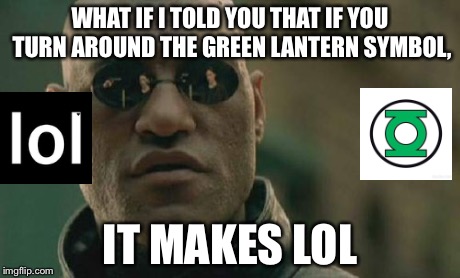 WHAT IF I TOLD YOU THAT IF YOU
TURN AROUND THE GREEN LANTERN SYMBOL,
lol
IT MAKES LOL
imgflip.com